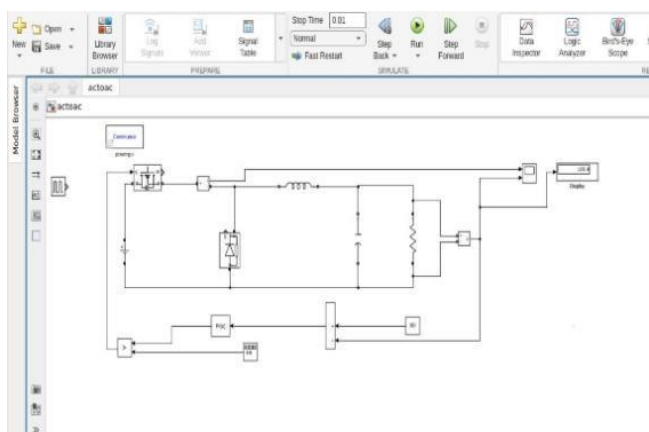 New
Open
Save
FILE
Library
Browser
LIBRARY
Log
Signals
Add
Viewer
Signal
Table
PREPARE
Stop Time 0.01
Normal
Fast Restart
Step
Back
Run
Step
Forward
Stop
SIMULATE
Data
Inspector
Logic
Analyzer
Bird's-Eye
Scope
Model Browser
actoac
actoac
Continuous
powergui
Display
PI(s)
>